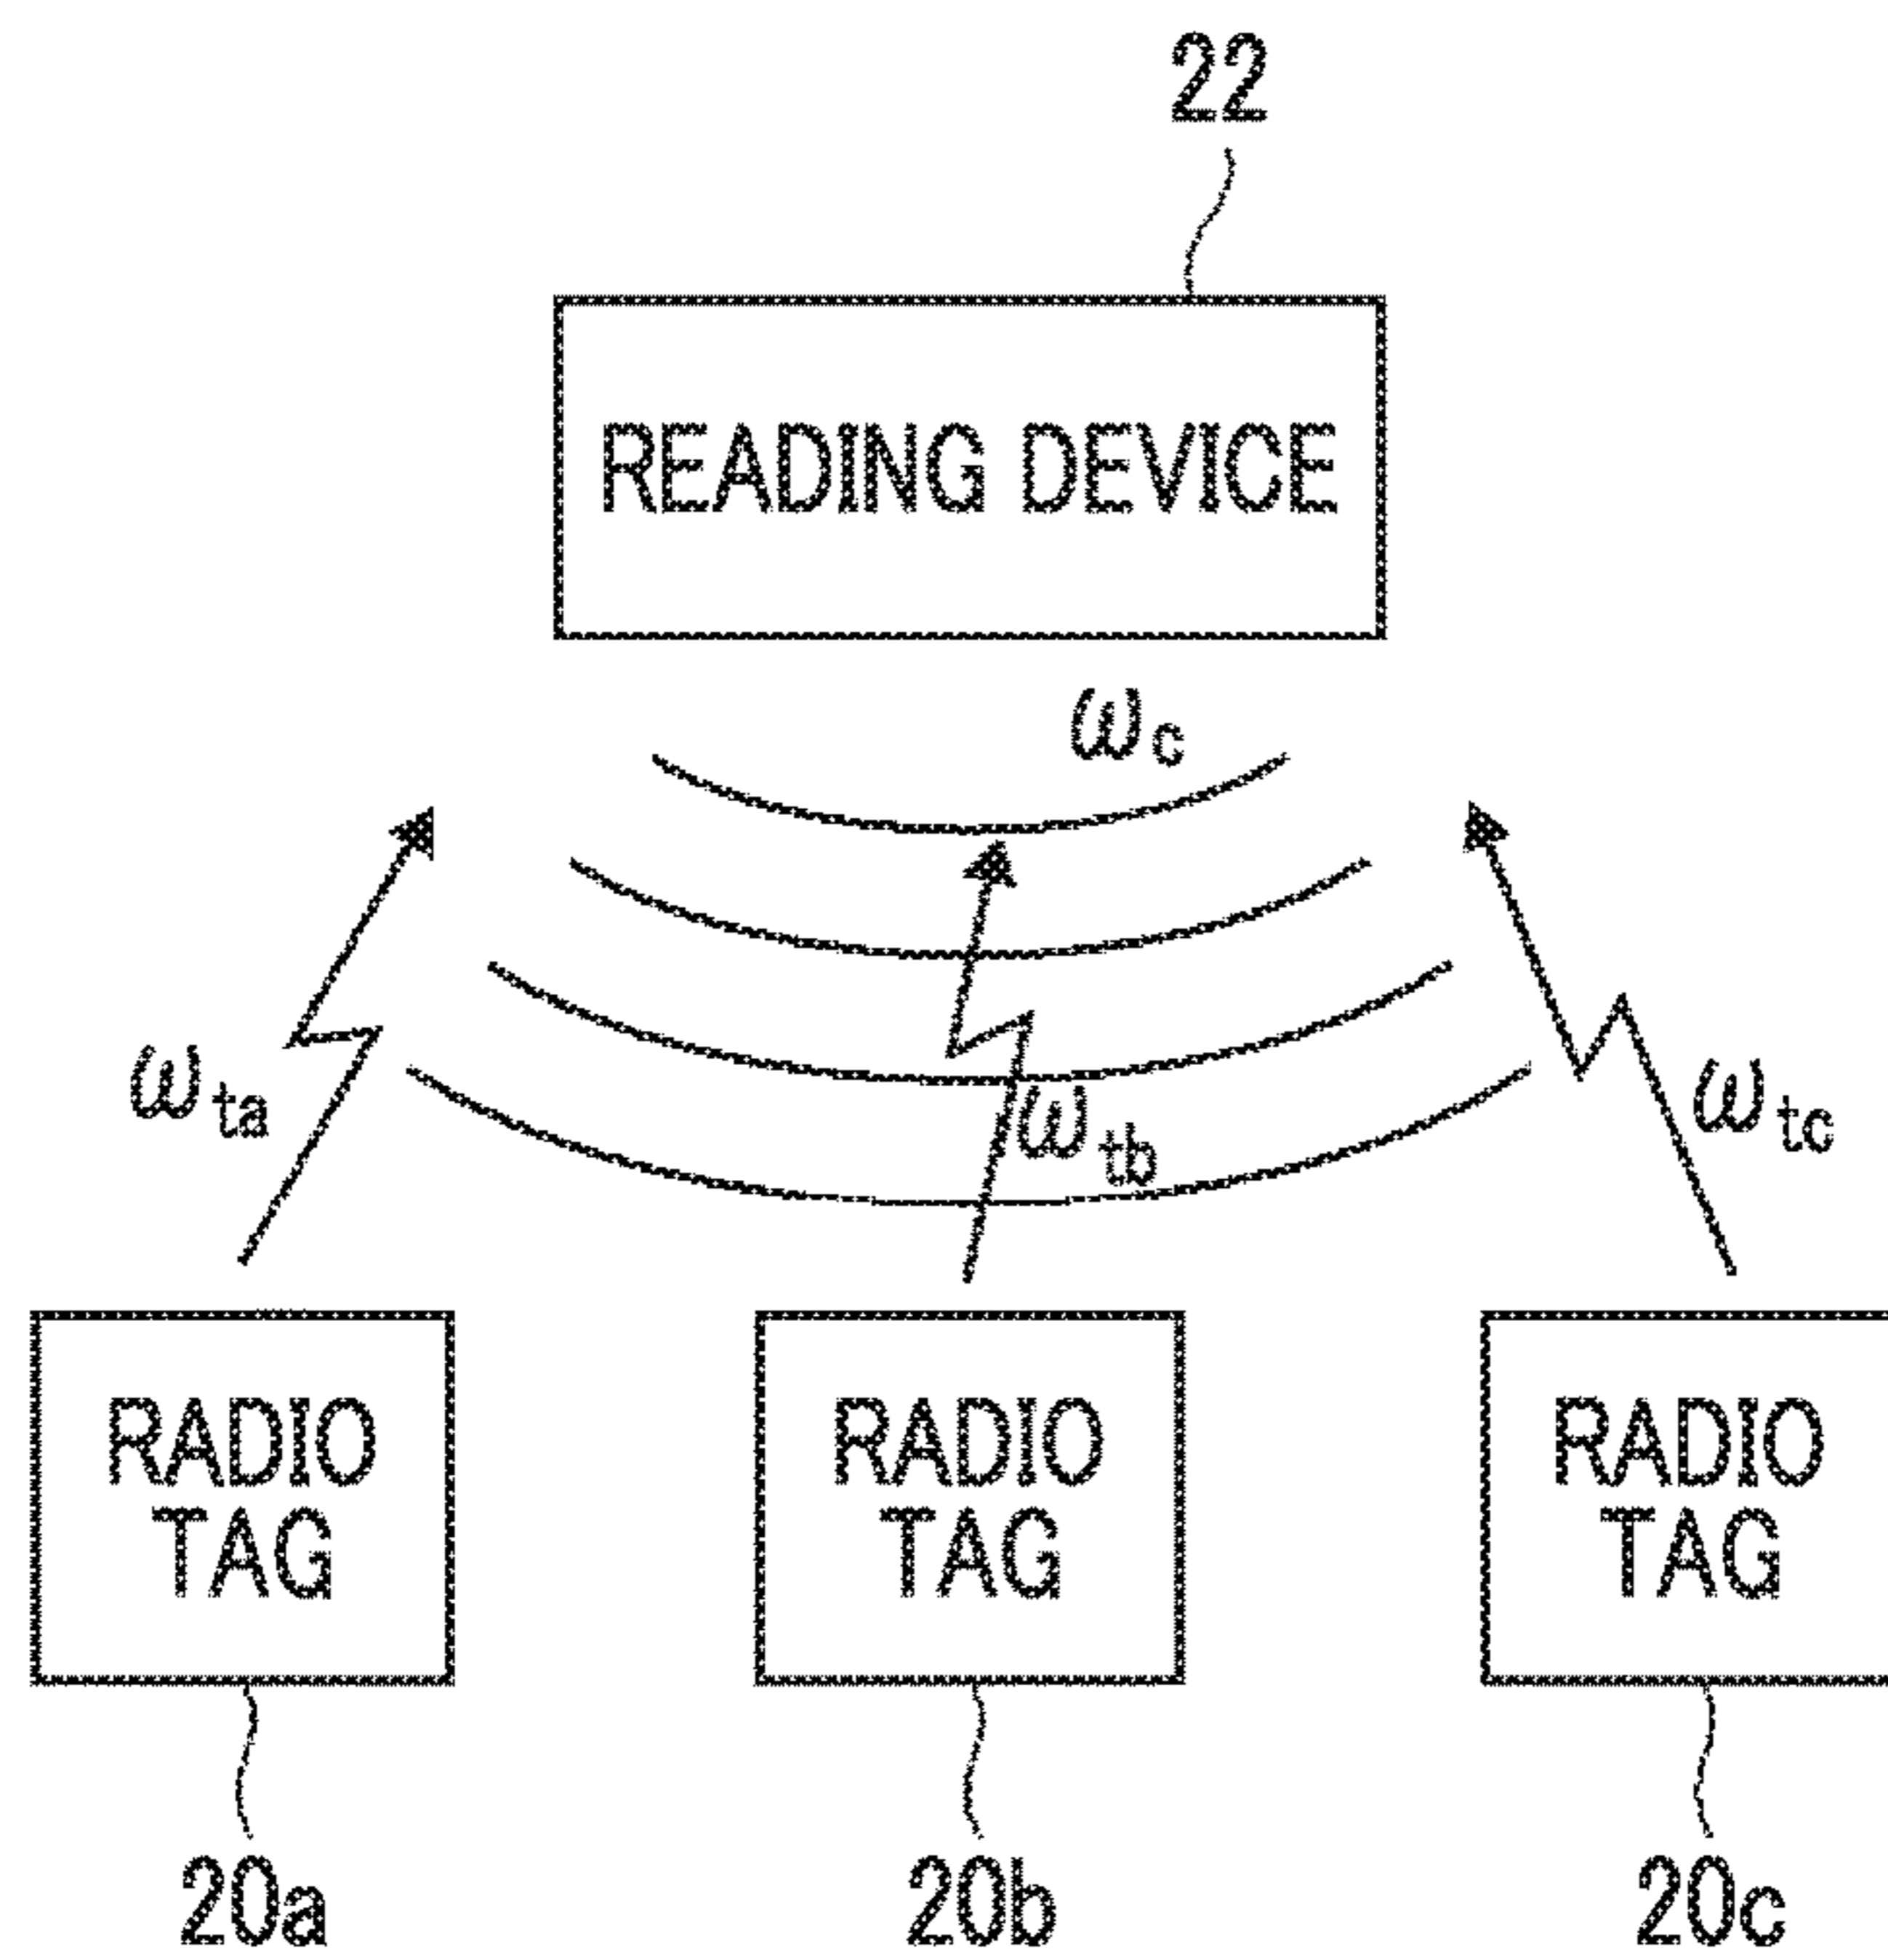 22
READING DEVICE
ωc
ωta
ωtb
ωtc
RADIO
TAG
RADIO
TAG
RADIO
TAG
20a
20b
20c